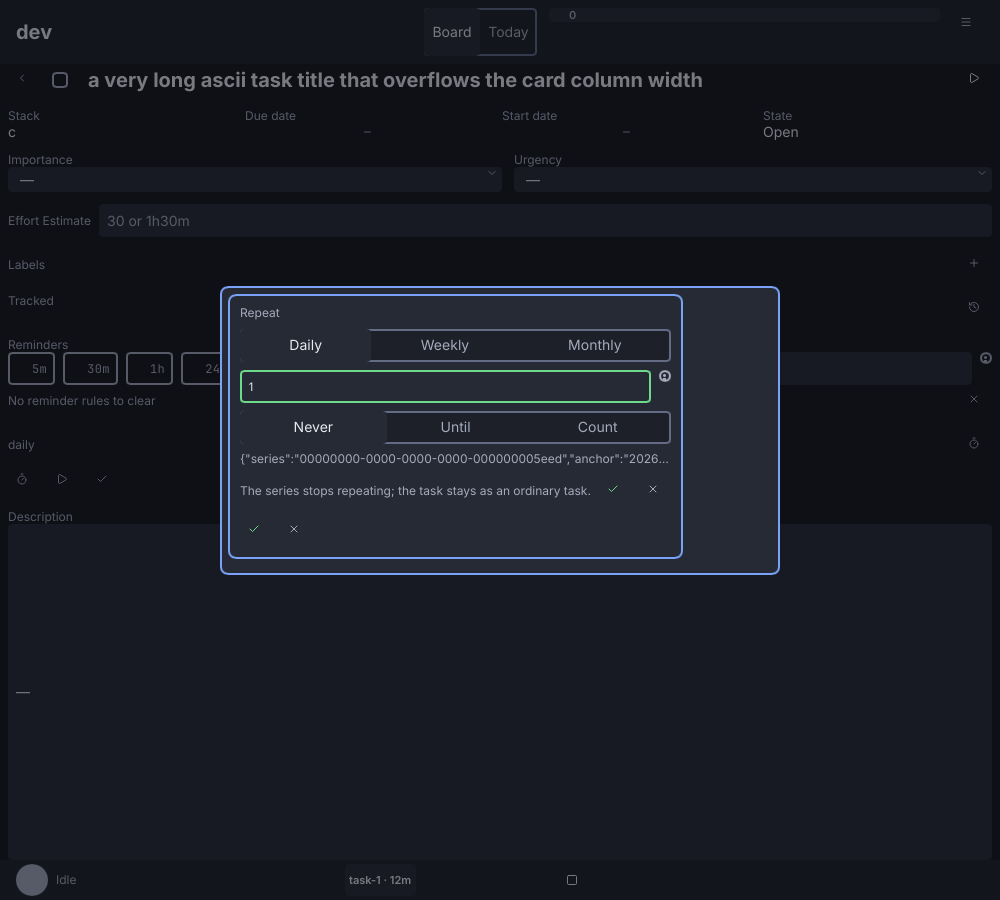 dev
Board Today
0
a very long ascii task title that overflows the card column width
Stack Due date Start date State
c – – Open
Importance Urgency
— —
Effort Estimate 30 or 1h30m
Labels
Tracked
Reminders
5m 30m 1h 24
No reminder rules to clear
daily
Description
—
Repeat
Daily Weekly Monthly
1
Never Until Count
{"series":"00000000-0000-0000-0000-000000005eed","anchor":"2026...
The series stops repeating; the task stays as an ordinary task.
Idle task-1 · 12m